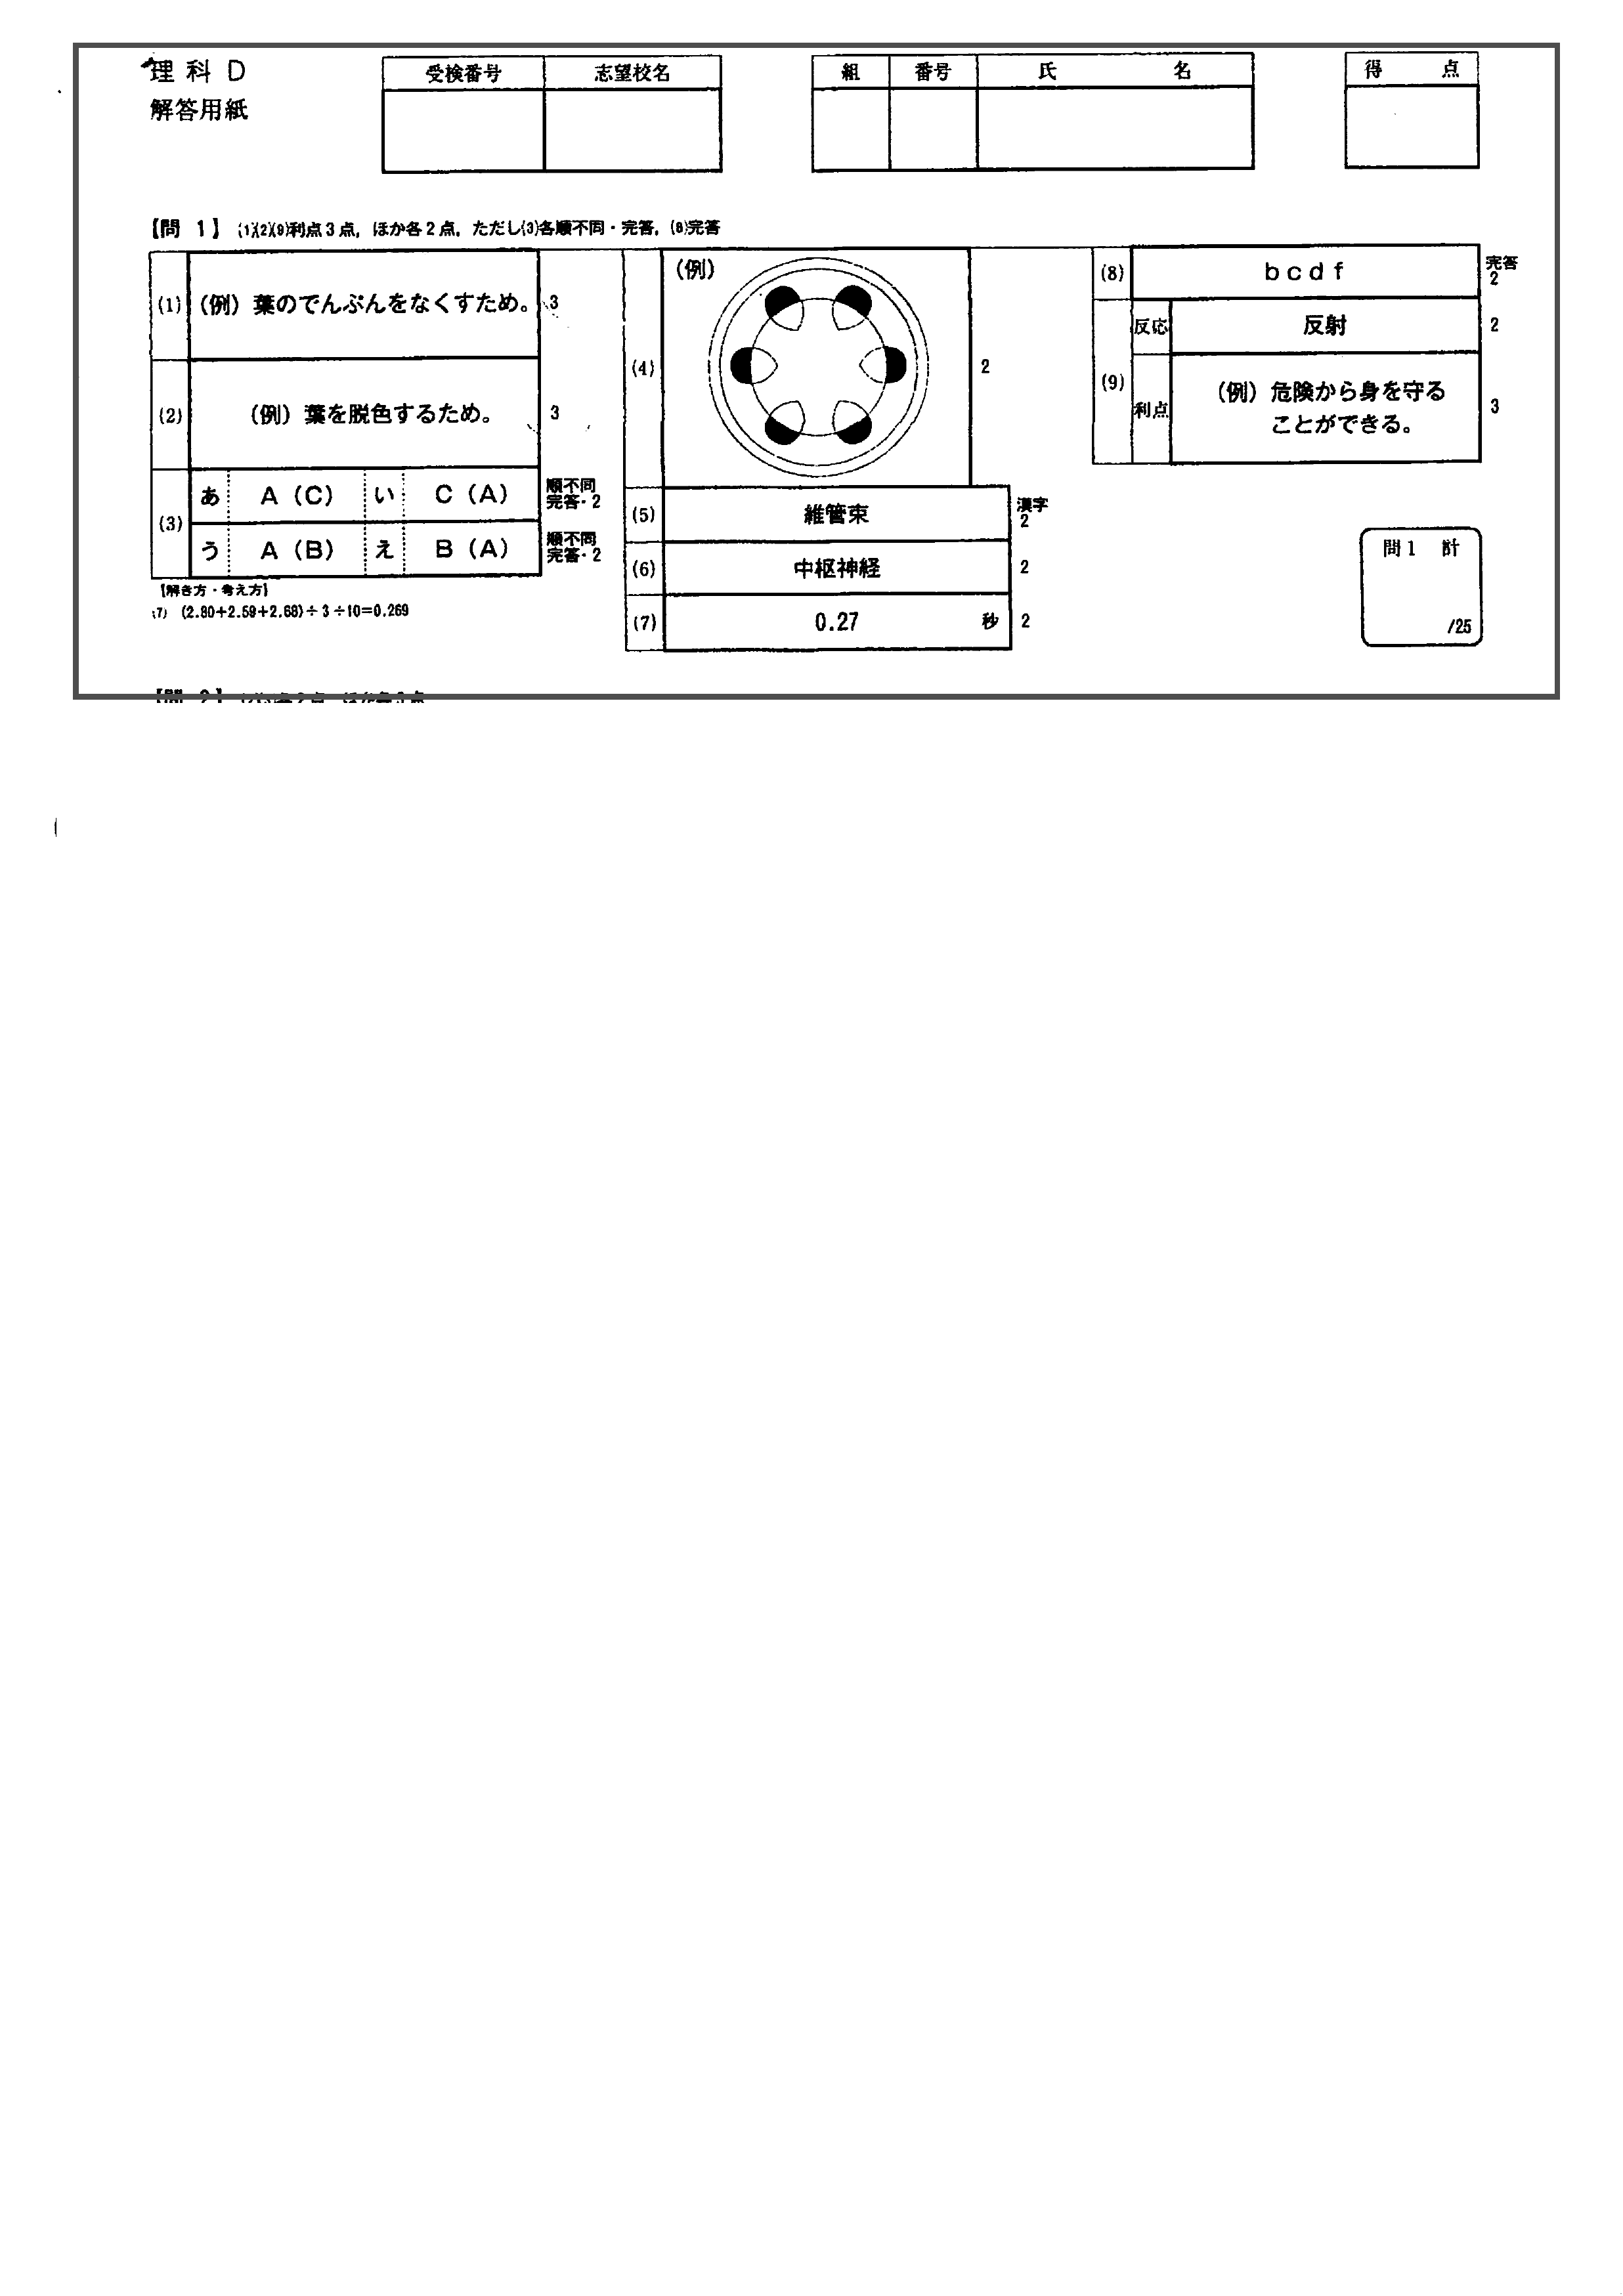 理科 D
解答用紙
受検番号 志望校名
組 番号 氏 名
得 点
【問 1】 (1)(2)(9)利点3点, ほか各2点, ただし(3)各順不同・完答, (8)完答
(1) (例) 葉のでんぷんをなくすため。 3
(2) (例) 葉を脱色するため。 3
(3) あ A (C) い C (A) 順不同 完答・2
う A (B) え B (A) 順不同 完答・2
【解き方・考え方】
(7) (2.80+2.59+2.68)÷3÷10=0.269
(4) (例) 2
(5) 維管束 漢字 2
(6) 中枢神経 2
(7) 0.27 秒 2
(8) b c d f 完答 2
(9) 反応 反射 2
利点 (例) 危険から身を守る
ことができる。 3
問1 計
/25